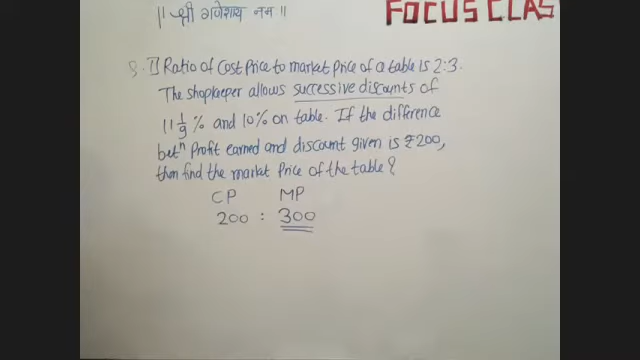 || श्री गणेशाय नमः ||
FOCUS CLAS
Q. 1] Ratio of Cost Price to market price of a table is 2:3.
The shopkeeper allows successive discounts of
11 1/9 % and 10% on table. If the difference
betⁿ Profit earned and discount given is ₹200,
then find the market Price of the table?
CP MP
200 : 300